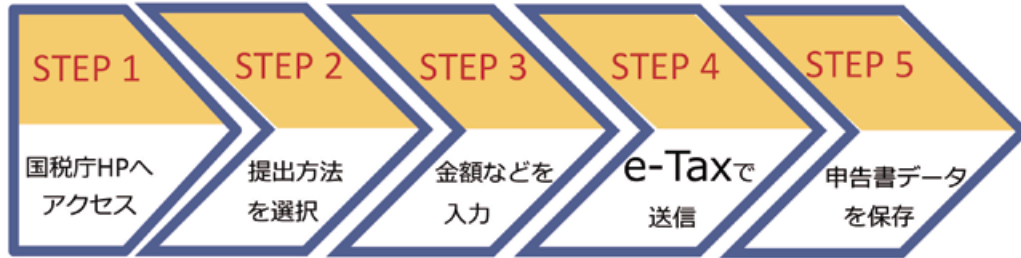 STEP 1
国税庁HPへ
アクセス
STEP 2
提出方法
を選択
STEP 3
金額などを
入力
STEP 4
e-Taxで
送信
STEP 5
申告書データ
を保存